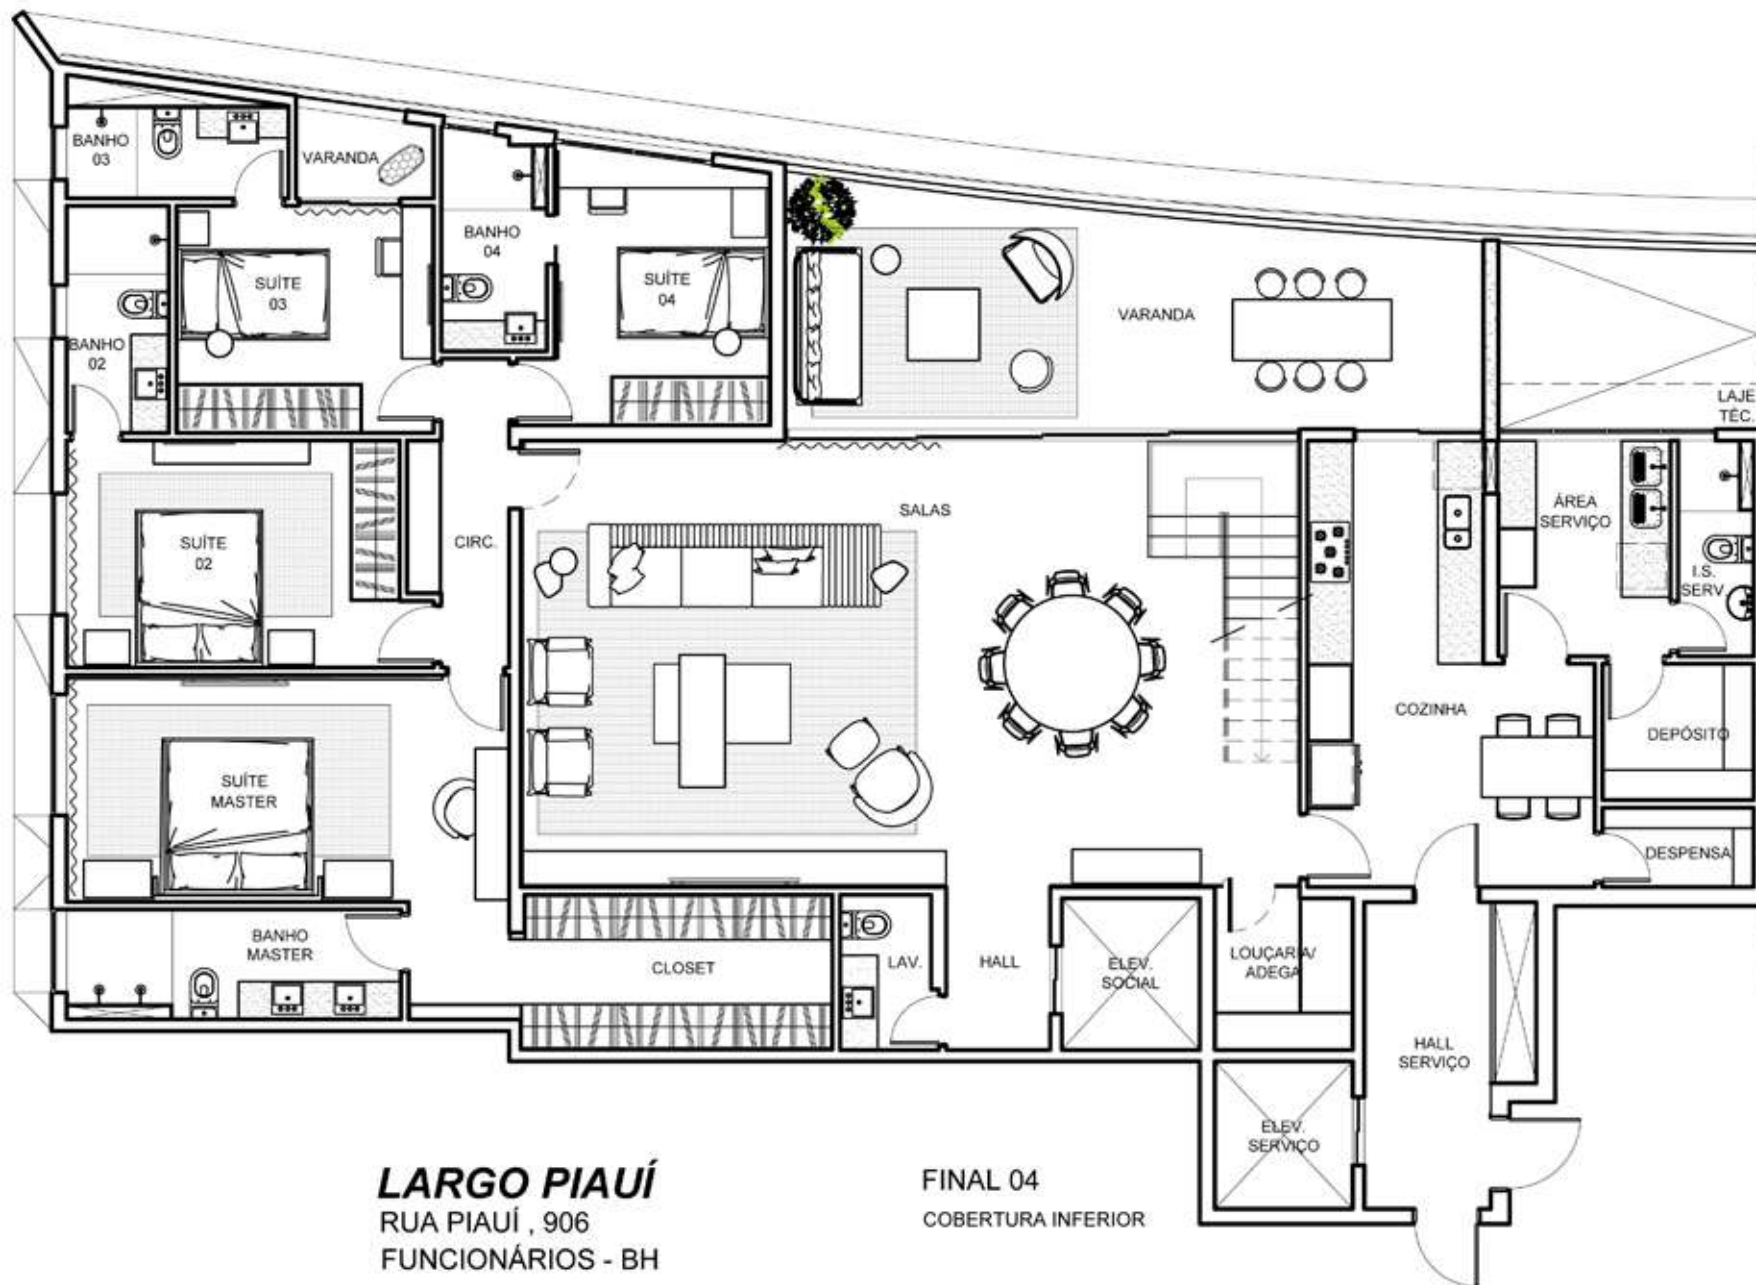 BANHO
03
VARANDA
BANHO
04
SUÍTE
03
SUÍTE
04
VARANDA
BANHO
02
LAJE
TÉC.
SALAS
ÁREA
SERVIÇO
SUÍTE
02
CIRC.
I.S.
SERV
COZINHA
DEPÓSITO
SUÍTE
MASTER
DESPENSA
BANHO
MASTER
CLOSET
LAV.
HALL
ELEV.
SOCIAL
LOUÇARIA/
ADEGA
HALL
SERVIÇO
ELEV.
SERVIÇO
LARGO PIAUÍ
RUA PIAUÍ , 906
FUNCIONÁRIOS - BH
FINAL 04
COBERTURA INFERIOR